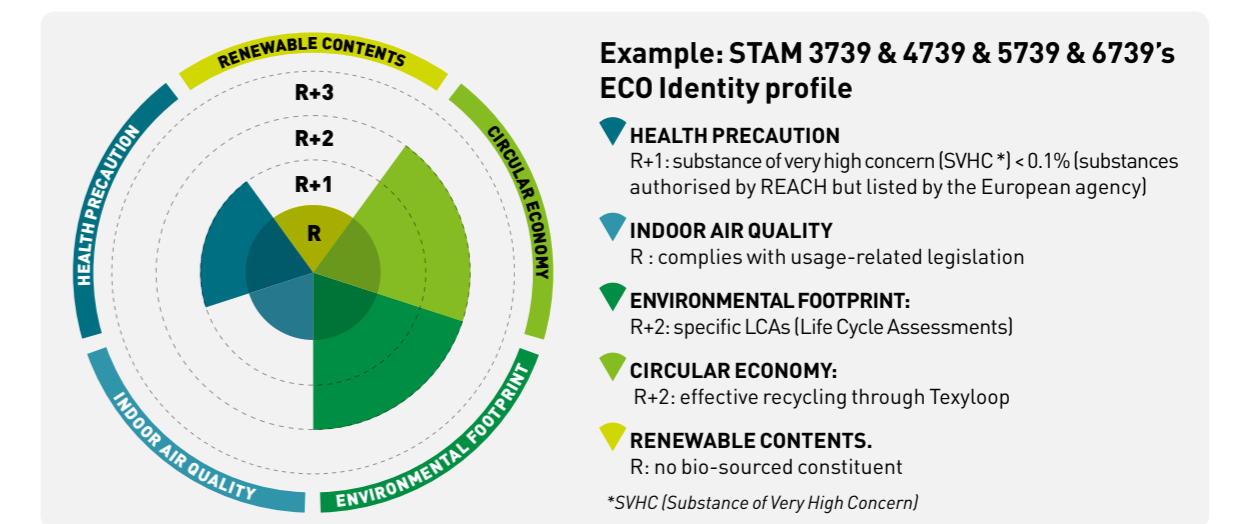 RENEWABLE CONTENTS
R+3
R+2
R+1
R
HEALTH PRECAUTION
CIRCULAR ECONOMY
INDOOR AIR QUALITY
ENVIRONMENTAL FOOTPRINT
Example: STAM 3739 & 4739 & 5739 & 6739’s
ECO Identity profile
HEALTH PRECAUTION
R+1: substance of very high concern (SVHC *) < 0.1% (substances
authorised by REACH but listed by the European agency)
INDOOR AIR QUALITY
R : complies with usage-related legislation
ENVIRONMENTAL FOOTPRINT:
R+2: specific LCAs (Life Cycle Assessments)
CIRCULAR ECONOMY:
R+2: effective recycling through Texyloop
RENEWABLE CONTENTS.
R: no bio-sourced constituent
*SVHC (Substance of Very High Concern)